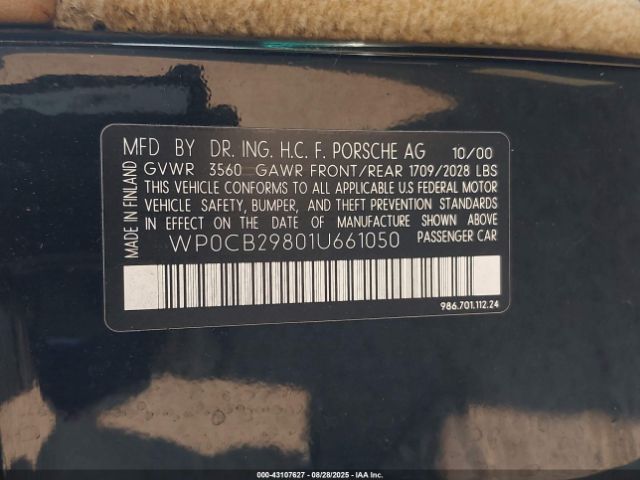 MFD BY DR. ING. H.C. F. PORSCHE AG 10/00
GVWR 3560 GAWR FRONT/REAR 1709/2028 LBS
THIS VEHICLE CONFORMS TO ALL APPLICABLE U.S FEDERAL MOTOR
VEHICLE SAFETY, BUMPER, AND THEFT PREVENTION STANDARDS
IN EFFECT ON THE DATE OF MANUFACTURE SHOWN ABOVE.
WP0CB29801U661050 PASSENGER CAR
MADE IN FINLAND
986.701.112.24
000-43107627 - 08/28/2025 - IAAI, Inc.